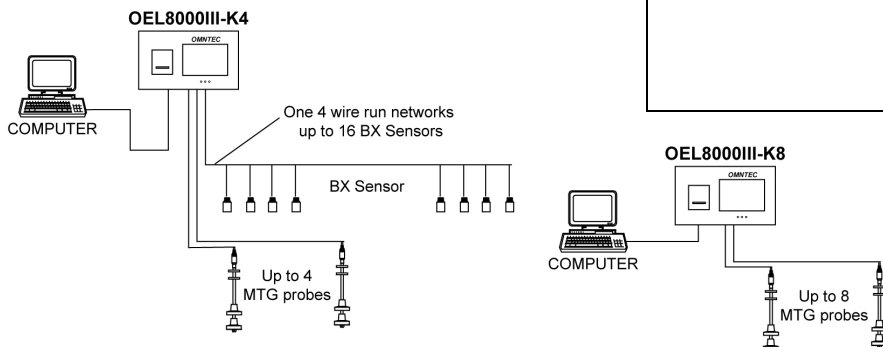 OEL8000III-K4
OMNTEC
COMPUTER
One 4 wire run networks
up to 16 BX Sensors
BX Sensor
Up to 4
MTG probes
OEL8000III-K8
OMNTEC
COMPUTER
Up to 8
MTG probes